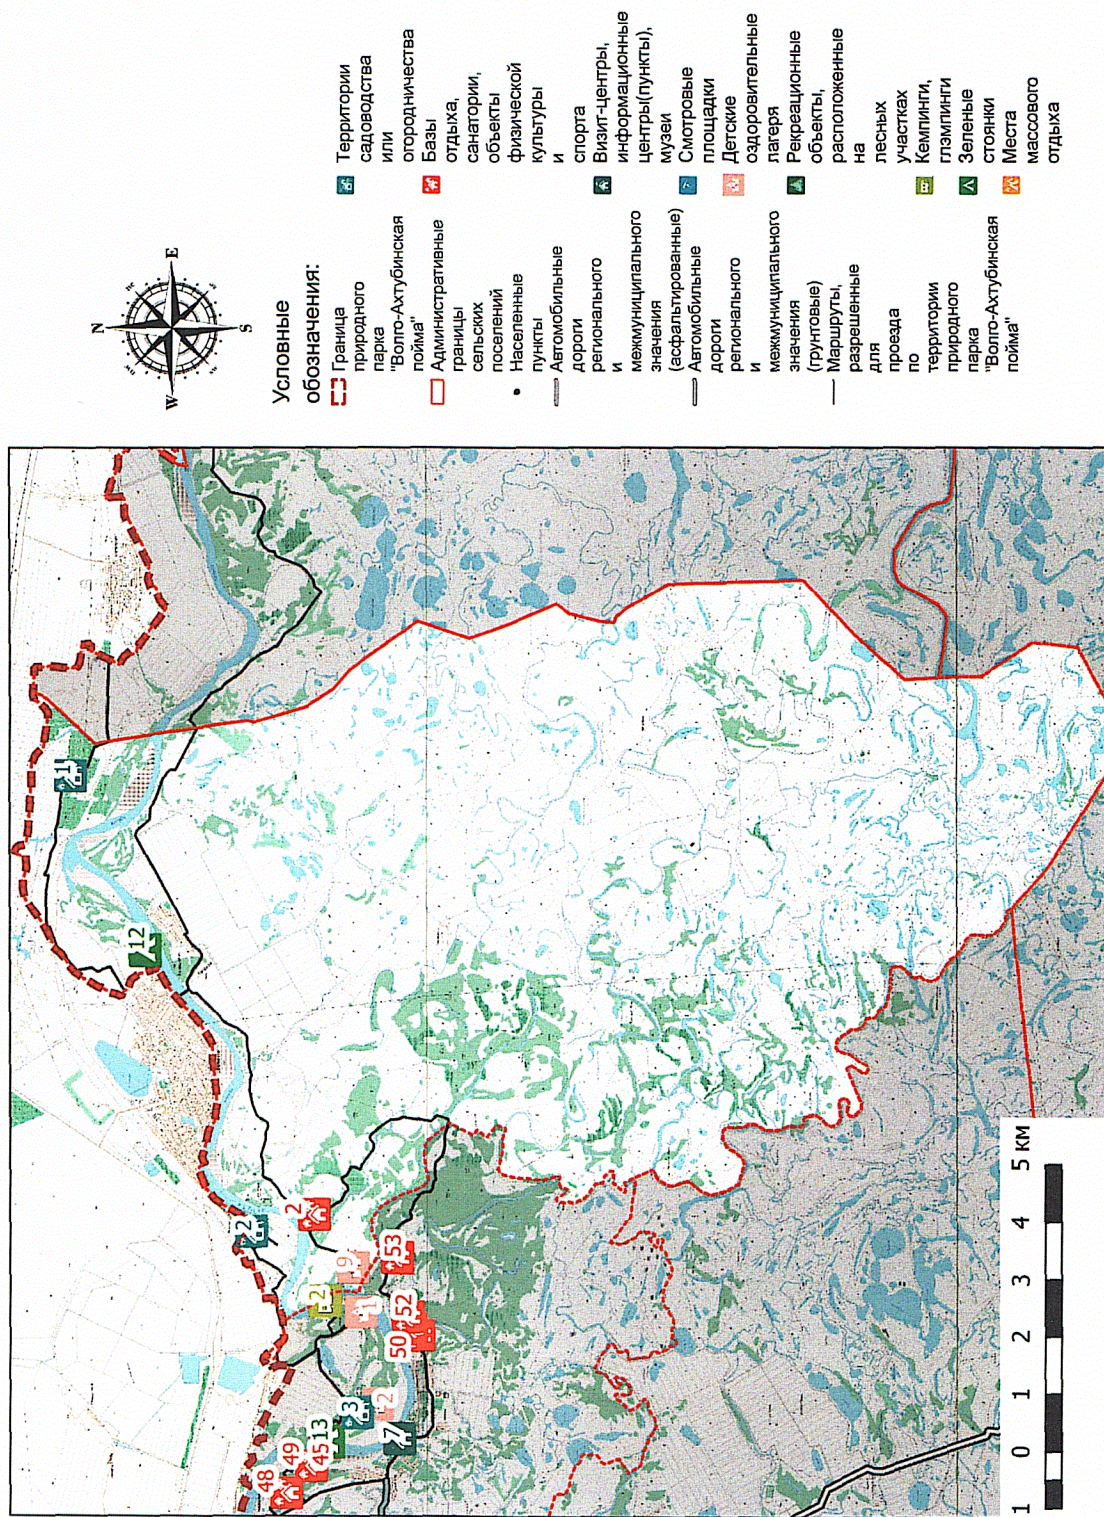 N
E
S
W
Условные
обозначения:
Граница
природного
парка
"Волго-Ахтубинская
пойма"
Административные
границы
сельских
поселений
Населенные
пункты
Автомобильные
дороги
регионального
и
межмуниципального
значения
(асфальтированные)
Автомобильные
дороги
регионального
и
межмуниципального
значения
(грунтовые)
Маршруты,
разрешенные
для
проезда
по
территории
природного
парка
"Волго-Ахтубинская
пойма"
Территории
садоводства
или
огородничества
Базы
отдыха,
санатории,
объекты
физической
культуры
и
спорта
Визит-центры,
информационные
центры(пункты),
музеи
Смотровые
площадки
Детские
оздоровительные
лагеря
Рекреационные
объекты,
расположенные
на
лесных
участках
Кемпинги,
глэмпинги
Зеленые
стоянки
Места
массового
отдыха
48
49
45
13
3
2
7
50
52
53
1
2
9
2
2
12
1
1 0 1 2 3 4 5 км